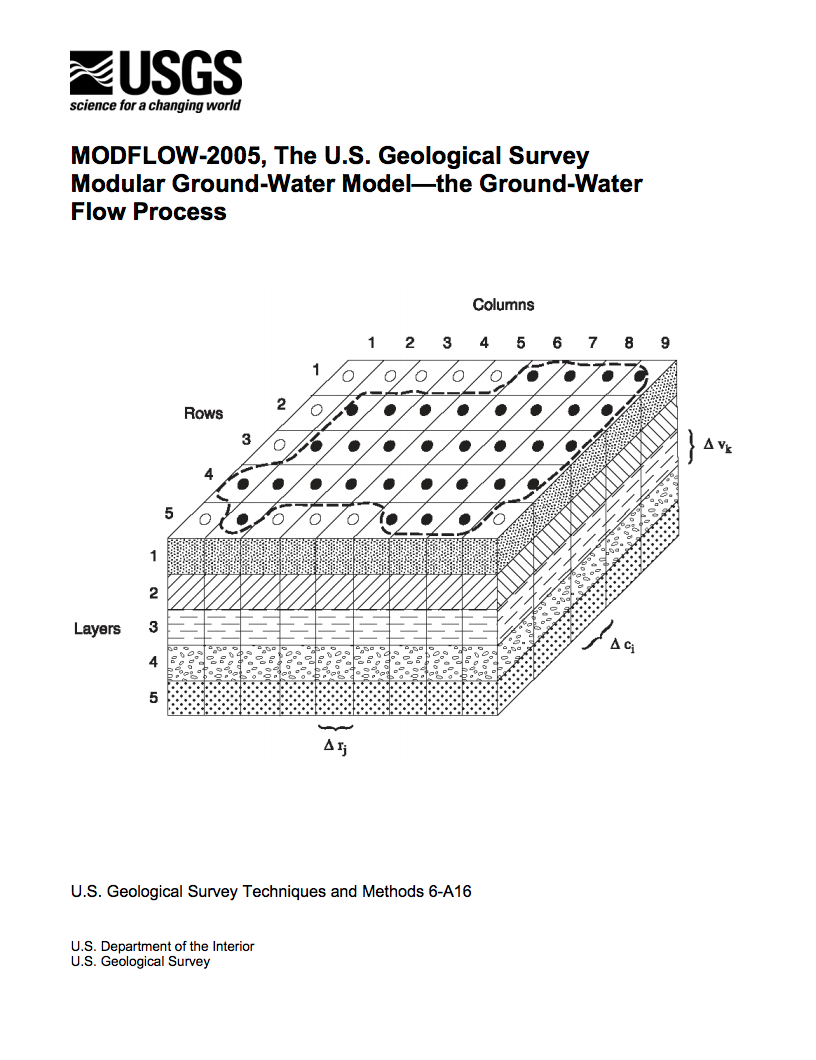 USGS
science for a changing world
MODFLOW-2005, The U.S. Geological Survey
Modular Ground-Water Model—the Ground-Water
Flow Process
Columns
1 2 3 4 5 6 7 8 9
Rows
1
2
3
4
5
Δ vk
Layers
1
2
3
4
5
Δ ci
Δ rj
U.S. Geological Survey Techniques and Methods 6-A16
U.S. Department of the Interior
U.S. Geological Survey